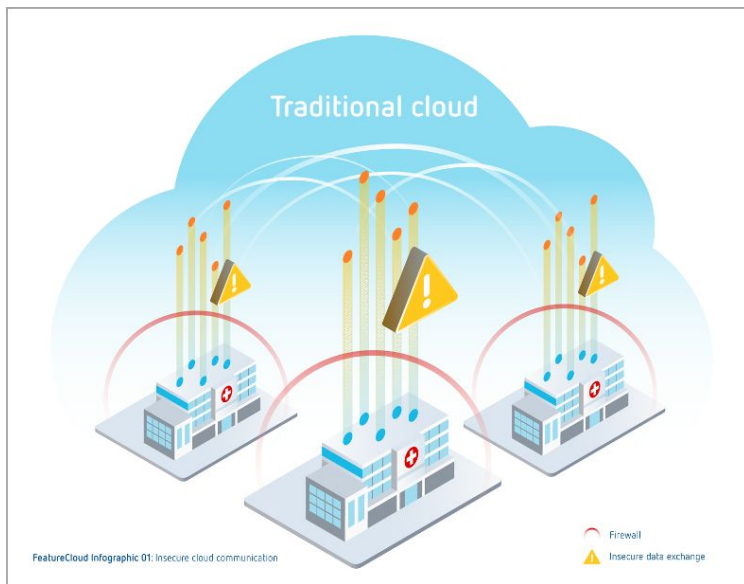 Traditional cloud
FeatureCloud Infographic 01: Insecure cloud communication
Firewall
Insecure data exchange